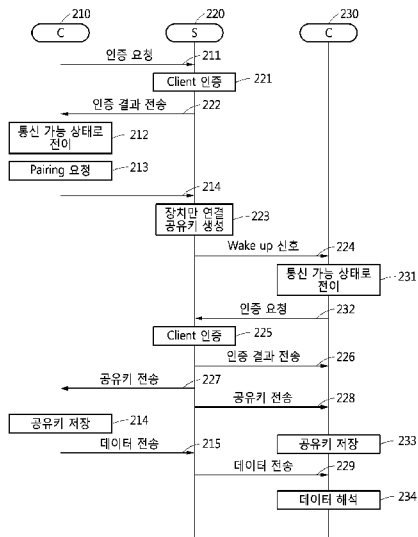 210 220 230
C S C
인증 요청 211
Client 인증 221
인증 결과 전송 222
통신 가능 상태로
전이 212
Pairing 요청 213
214
장치만 연결
공유키 생성 223
Wake up 신호 224
통신 가능 상태로
전이 231
인증 요청 232
Client 인증 225
인증 결과 전송 226
공유키 전송 227
공유키 전송 228
공유키 저장 214
데이터 전송 215
공유키 저장 233
데이터 전송 229
데이터 해석 234